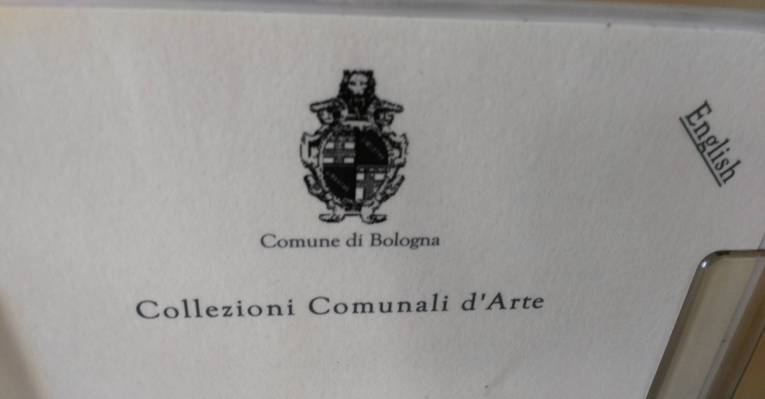 English
Comune di Bologna
Collezioni Comunali d'Arte